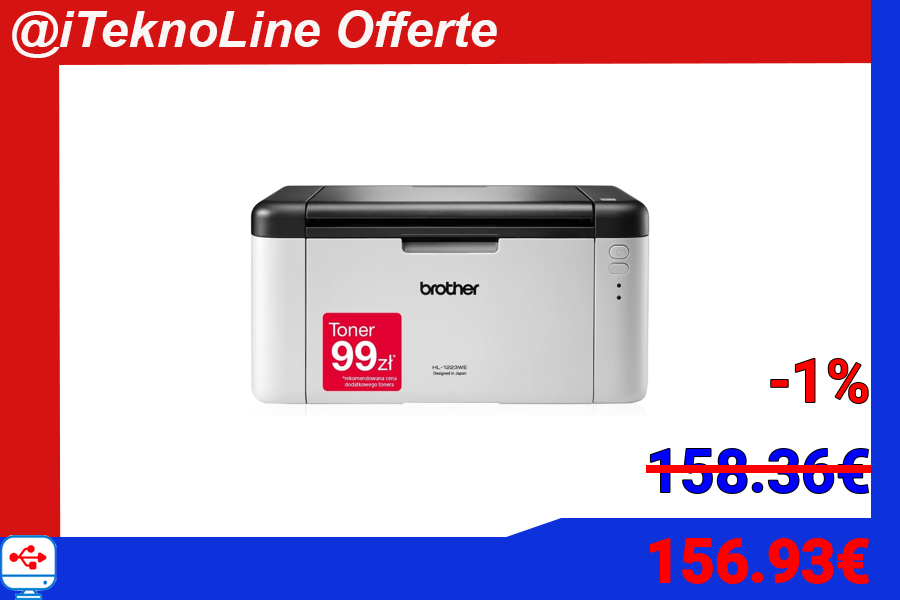 @iTeknoLine Offerte
brother
Toner
99zł*
*rekomendowana cena
dodatkowego tonera
HL-1223WE
Designed in Japan
-1%
158.36€
156.93€